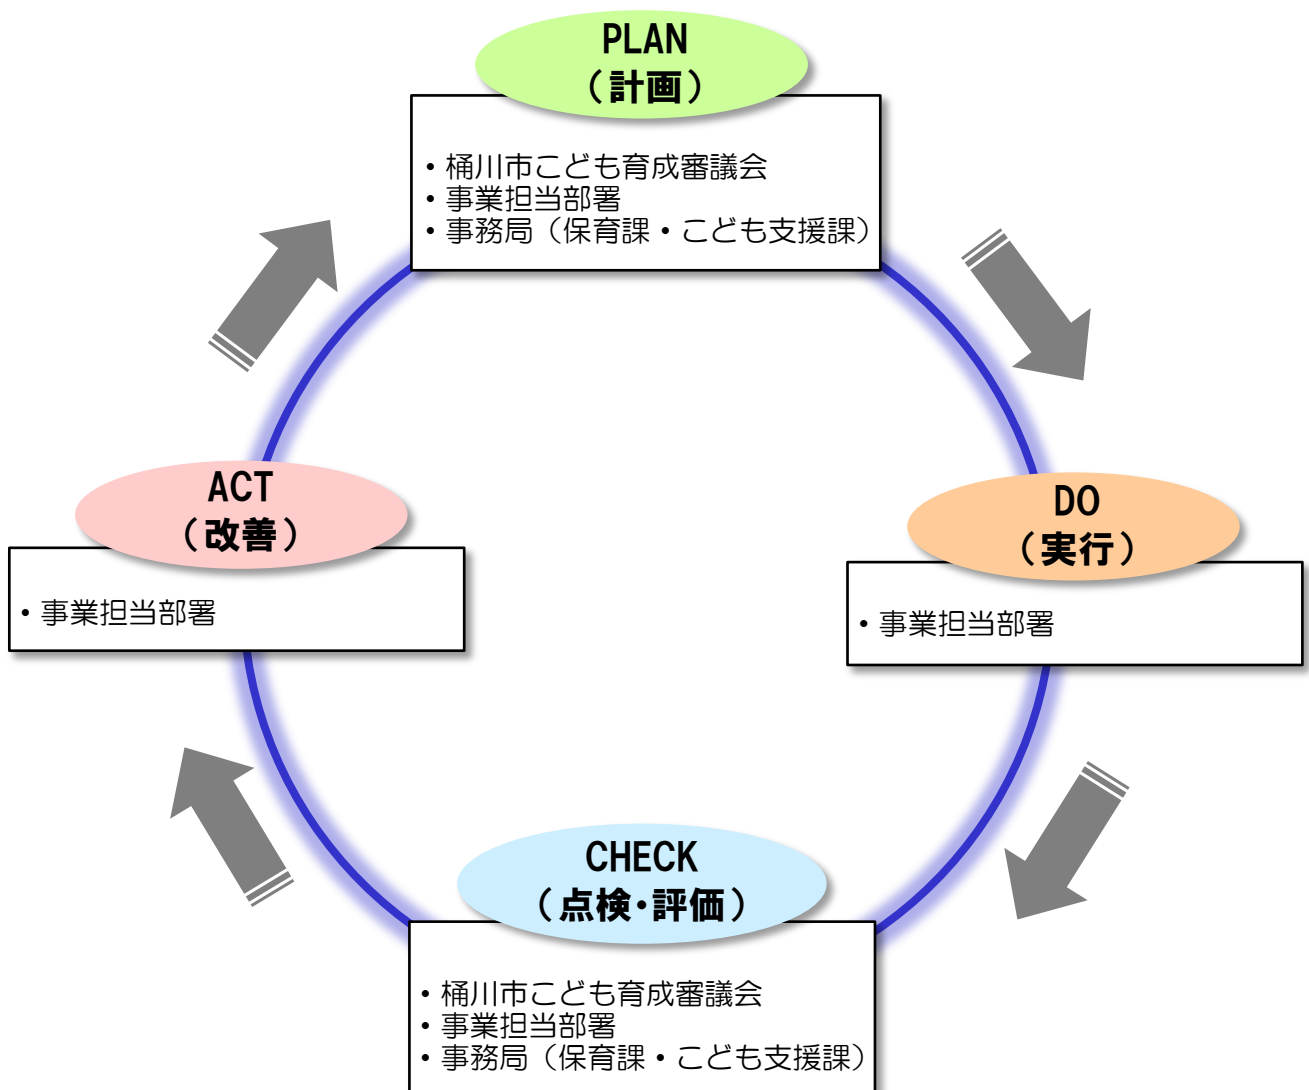 PLAN
（計画）
・桶川市こども育成審議会
・事業担当部署
・事務局（保育課・こども支援課）
ACT
（改善）
・事業担当部署
DO
（実行）
・事業担当部署
CHECK
（点検・評価）
・桶川市こども育成審議会
・事業担当部署
・事務局（保育課・こども支援課）